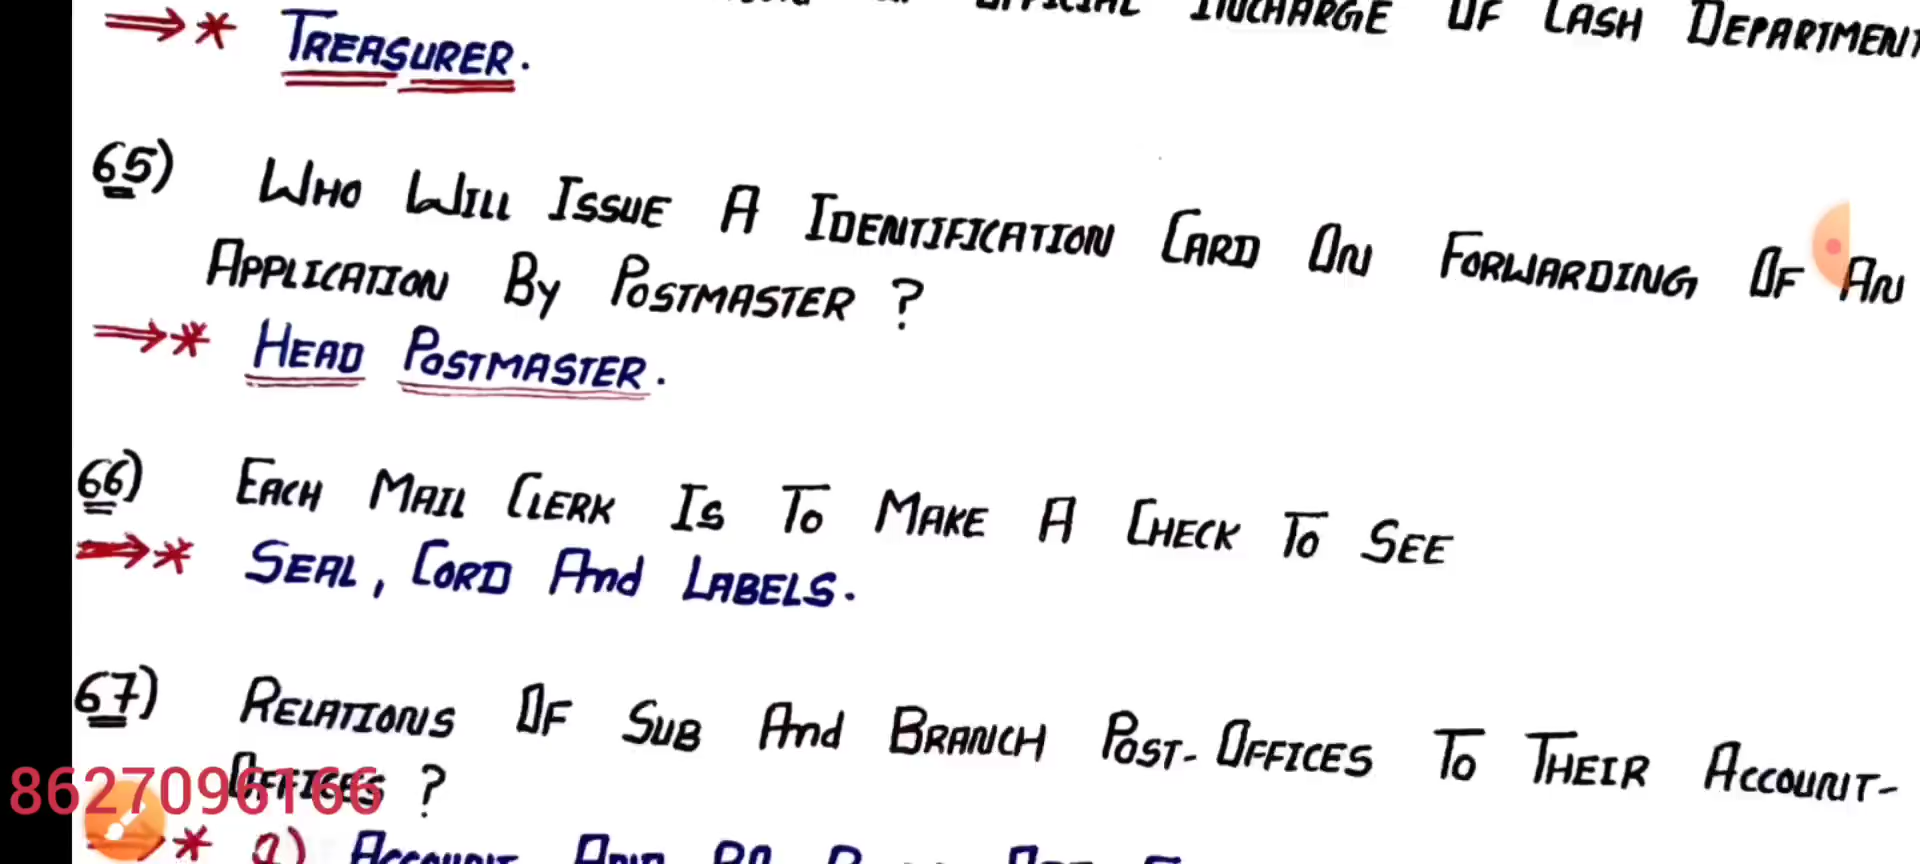 OFFICIAL INCHARGE OF CASH DEPARTMENT
⇒* TREASURER.
65) WHO WILL ISSUE A IDENTIFICATION CARD ON FORWARDING OF AN
APPLICATION BY POSTMASTER ?
⇒* HEAD POSTMASTER.
66) EACH MAIL CLERK IS TO MAKE A CHECK TO SEE
⇒* SEAL, CORD And LABELS.
67) RELATIONS OF SUB And BRANCH POST-OFFICES TO THEIR ACCOUNT-
OFFICES ?
8627096166
⇒* a) ACCOUNT